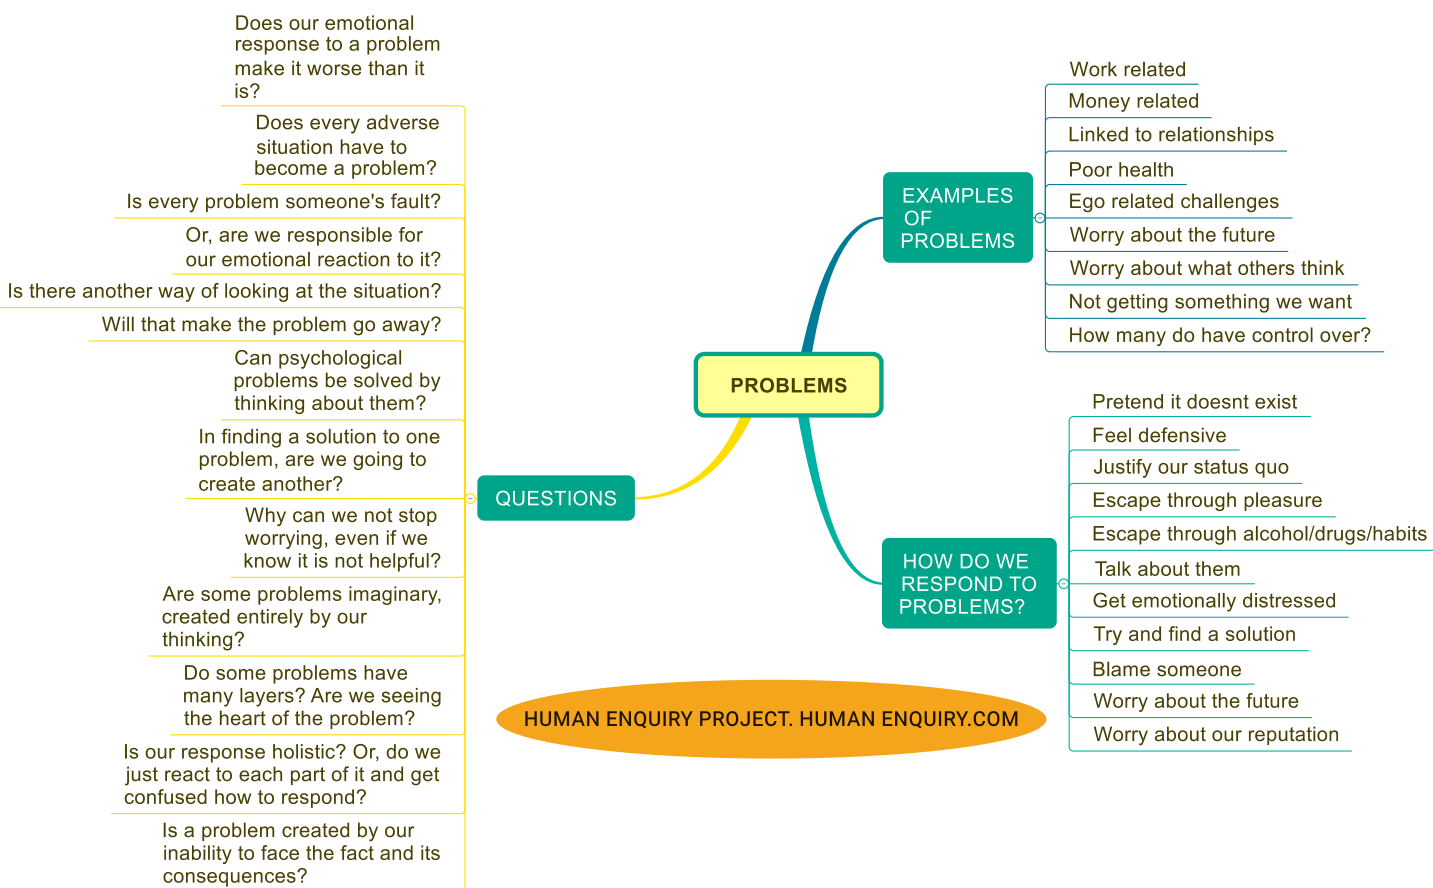 Does our emotional
response to a problem
make it worse than it
is?
Does every adverse
situation have to
become a problem?
Is every problem someone's fault?
Or, are we responsible for
our emotional reaction to it?
Is there another way of looking at the situation?
Will that make the problem go away?
Can psychological
problems be solved by
thinking about them?
In finding a solution to one
problem, are we going to
create another?
Why can we not stop
worrying, even if we
know it is not helpful?
Are some problems imaginary,
created entirely by our
thinking?
Do some problems have
many layers? Are we seeing
the heart of the problem?
Is our response holistic? Or, do we
just react to each part of it and get
confused how to respond?
Is a problem created by our
inability to face the fact and its
consequences?
QUESTIONS
PROBLEMS
EXAMPLES
OF
PROBLEMS
Work related
Money related
Linked to relationships
Poor health
Ego related challenges
Worry about the future
Worry about what others think
Not getting something we want
How many do have control over?
HOW DO WE
RESPOND TO
PROBLEMS?
Pretend it doesnt exist
Feel defensive
Justify our status quo
Escape through pleasure
Escape through alcohol/drugs/habits
Talk about them
Get emotionally distressed
Try and find a solution
Blame someone
Worry about the future
Worry about our reputation
HUMAN ENQUIRY PROJECT. HUMAN ENQUIRY.COM